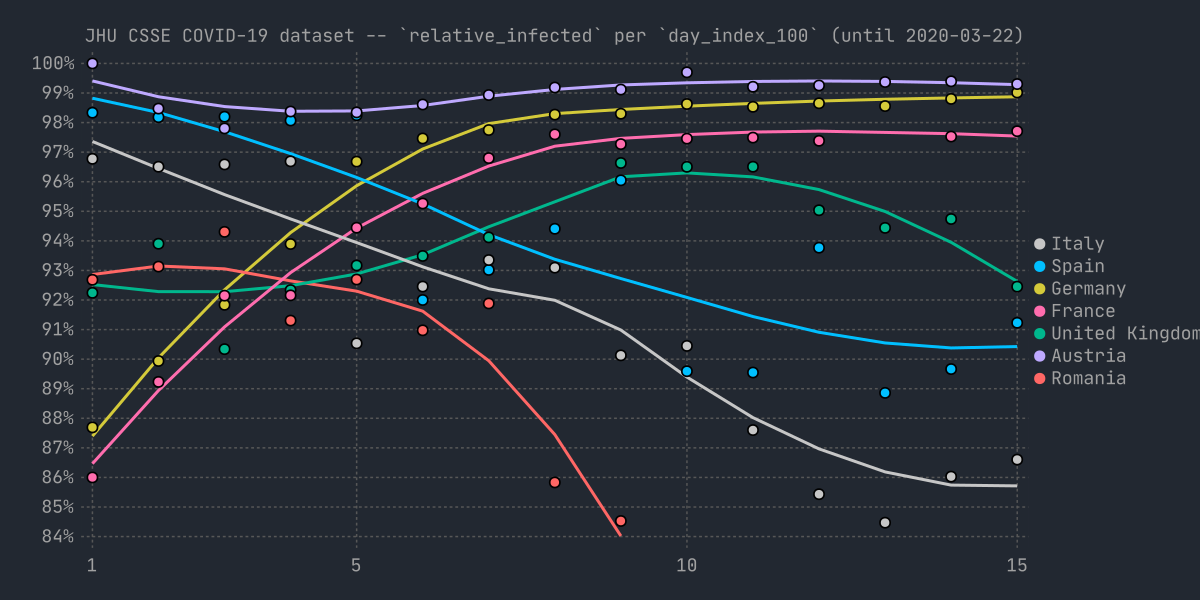 JHU CSSE COVID-19 dataset -- `relative_infected` per `day_index_100` (until 2020-03-22)
100%
99%
98%
97%
96%
95%
94%
93%
92%
91%
90%
89%
88%
87%
86%
85%
84%
1 5 10 15
Italy
Spain
Germany
France
United Kingdom
Austria
Romania